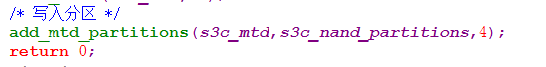 /* 写入分区 */
add_mtd_partitions(s3c_mtd,s3c_nand_partitions,4);
return 0;